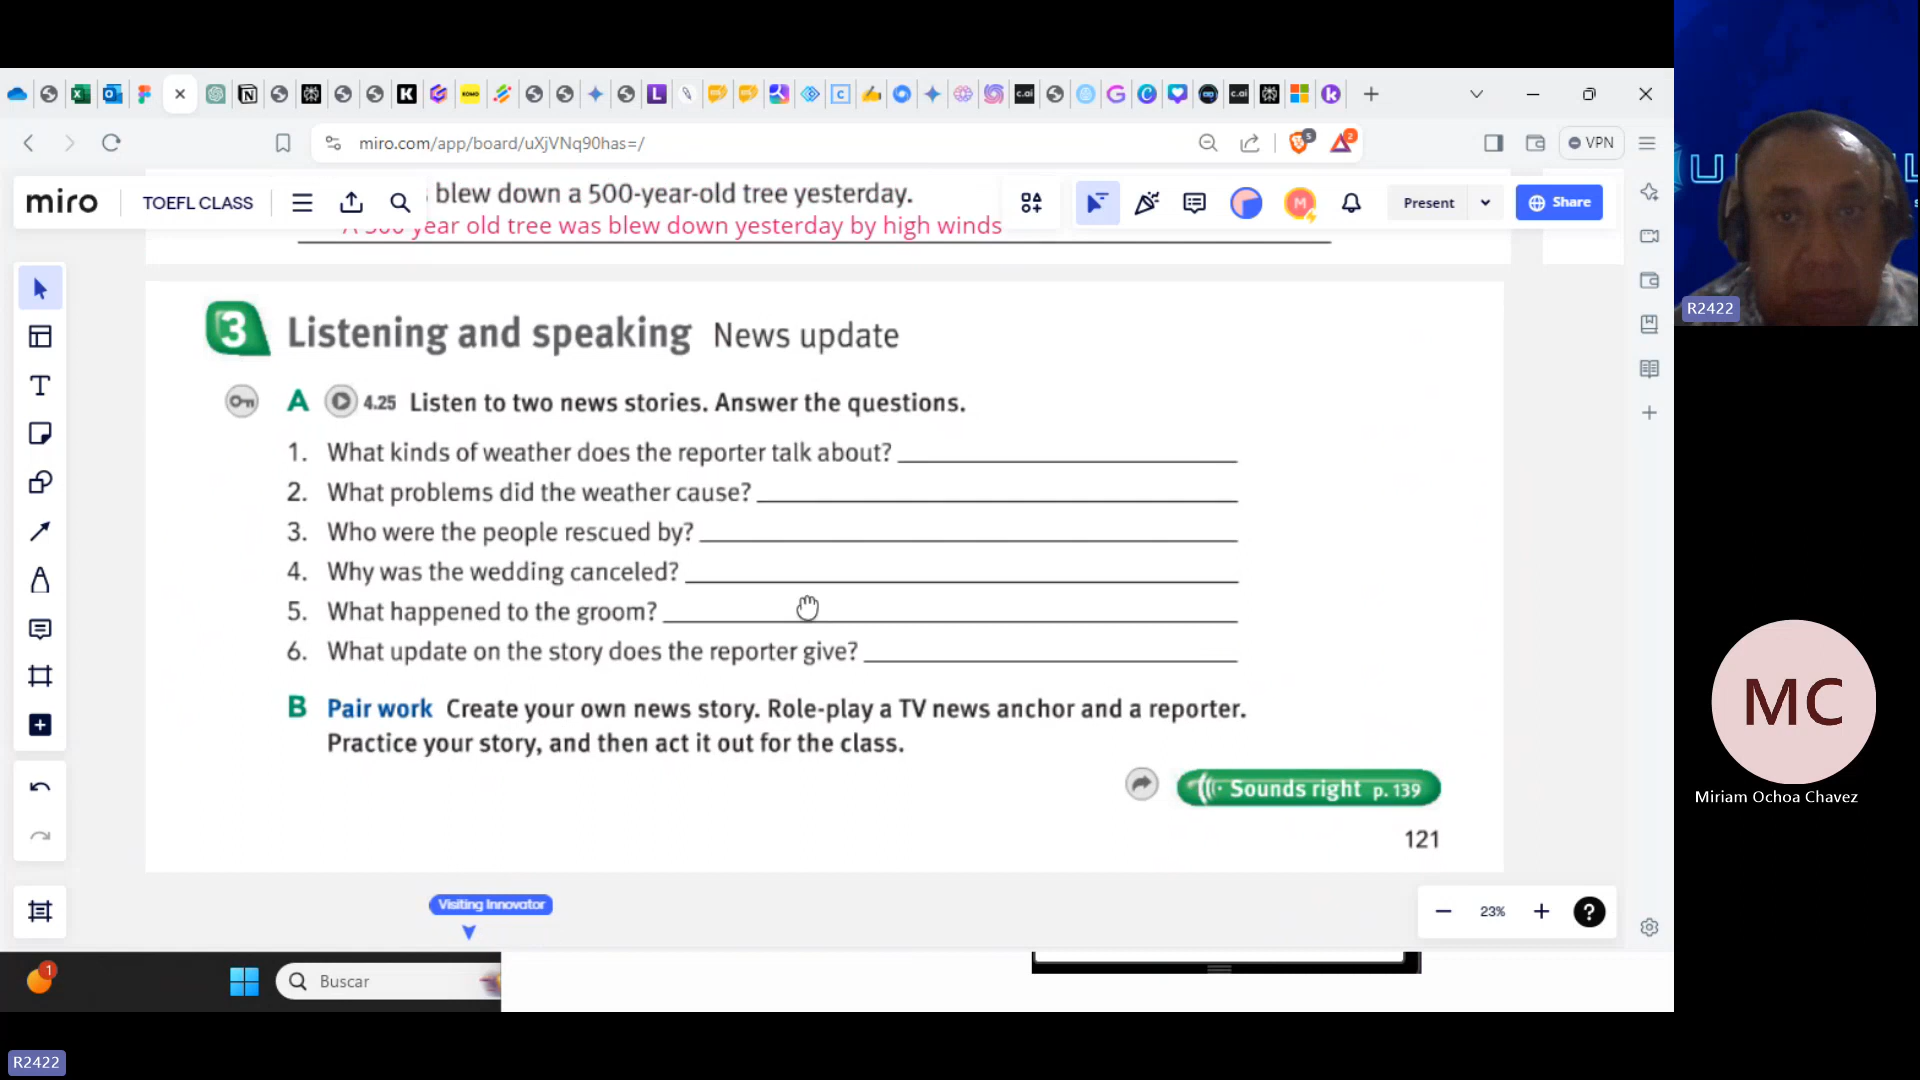 KOMO
c.ai
c.ai
miro.com/app/board/uXjVNq90has=/
5
2
VPN
miro
TOEFL CLASS
blew down a 500-year-old tree yesterday.
year old tree was blew down yesterday by high winds
M
Present
Share
3 Listening and speaking News update
A 4.25 Listen to two news stories. Answer the questions.
1. What kinds of weather does the reporter talk about?
2. What problems did the weather cause?
3. Who were the people rescued by?
4. Why was the wedding canceled?
5. What happened to the groom?
6. What update on the story does the reporter give?
B Pair work Create your own news story. Role-play a TV news anchor and a reporter.
Practice your story, and then act it out for the class.
Sounds right p. 139
121
Visiting Innovator
23%
1
Buscar
R2422
R2422
MC
Miriam Ochoa Chavez